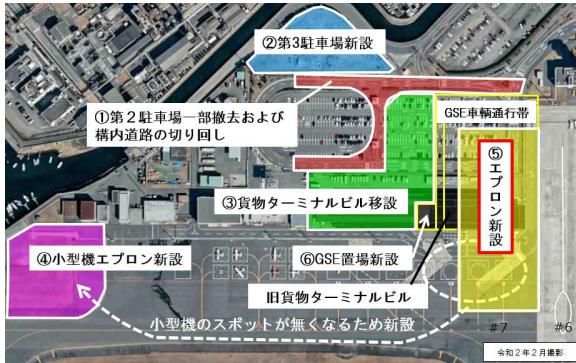 ②第3駐車場新設
①第２駐車場一部撤去および
構内道路の切り回し
GSE車輌通行帯
⑤エプロン新設
③貨物ターミナルビル移設
④小型機エプロン新設
⑥GSE置場新設
旧貨物ターミナルビル
小型機のスポットが無くなるため新設
#7
#6
令和２年２月撮影